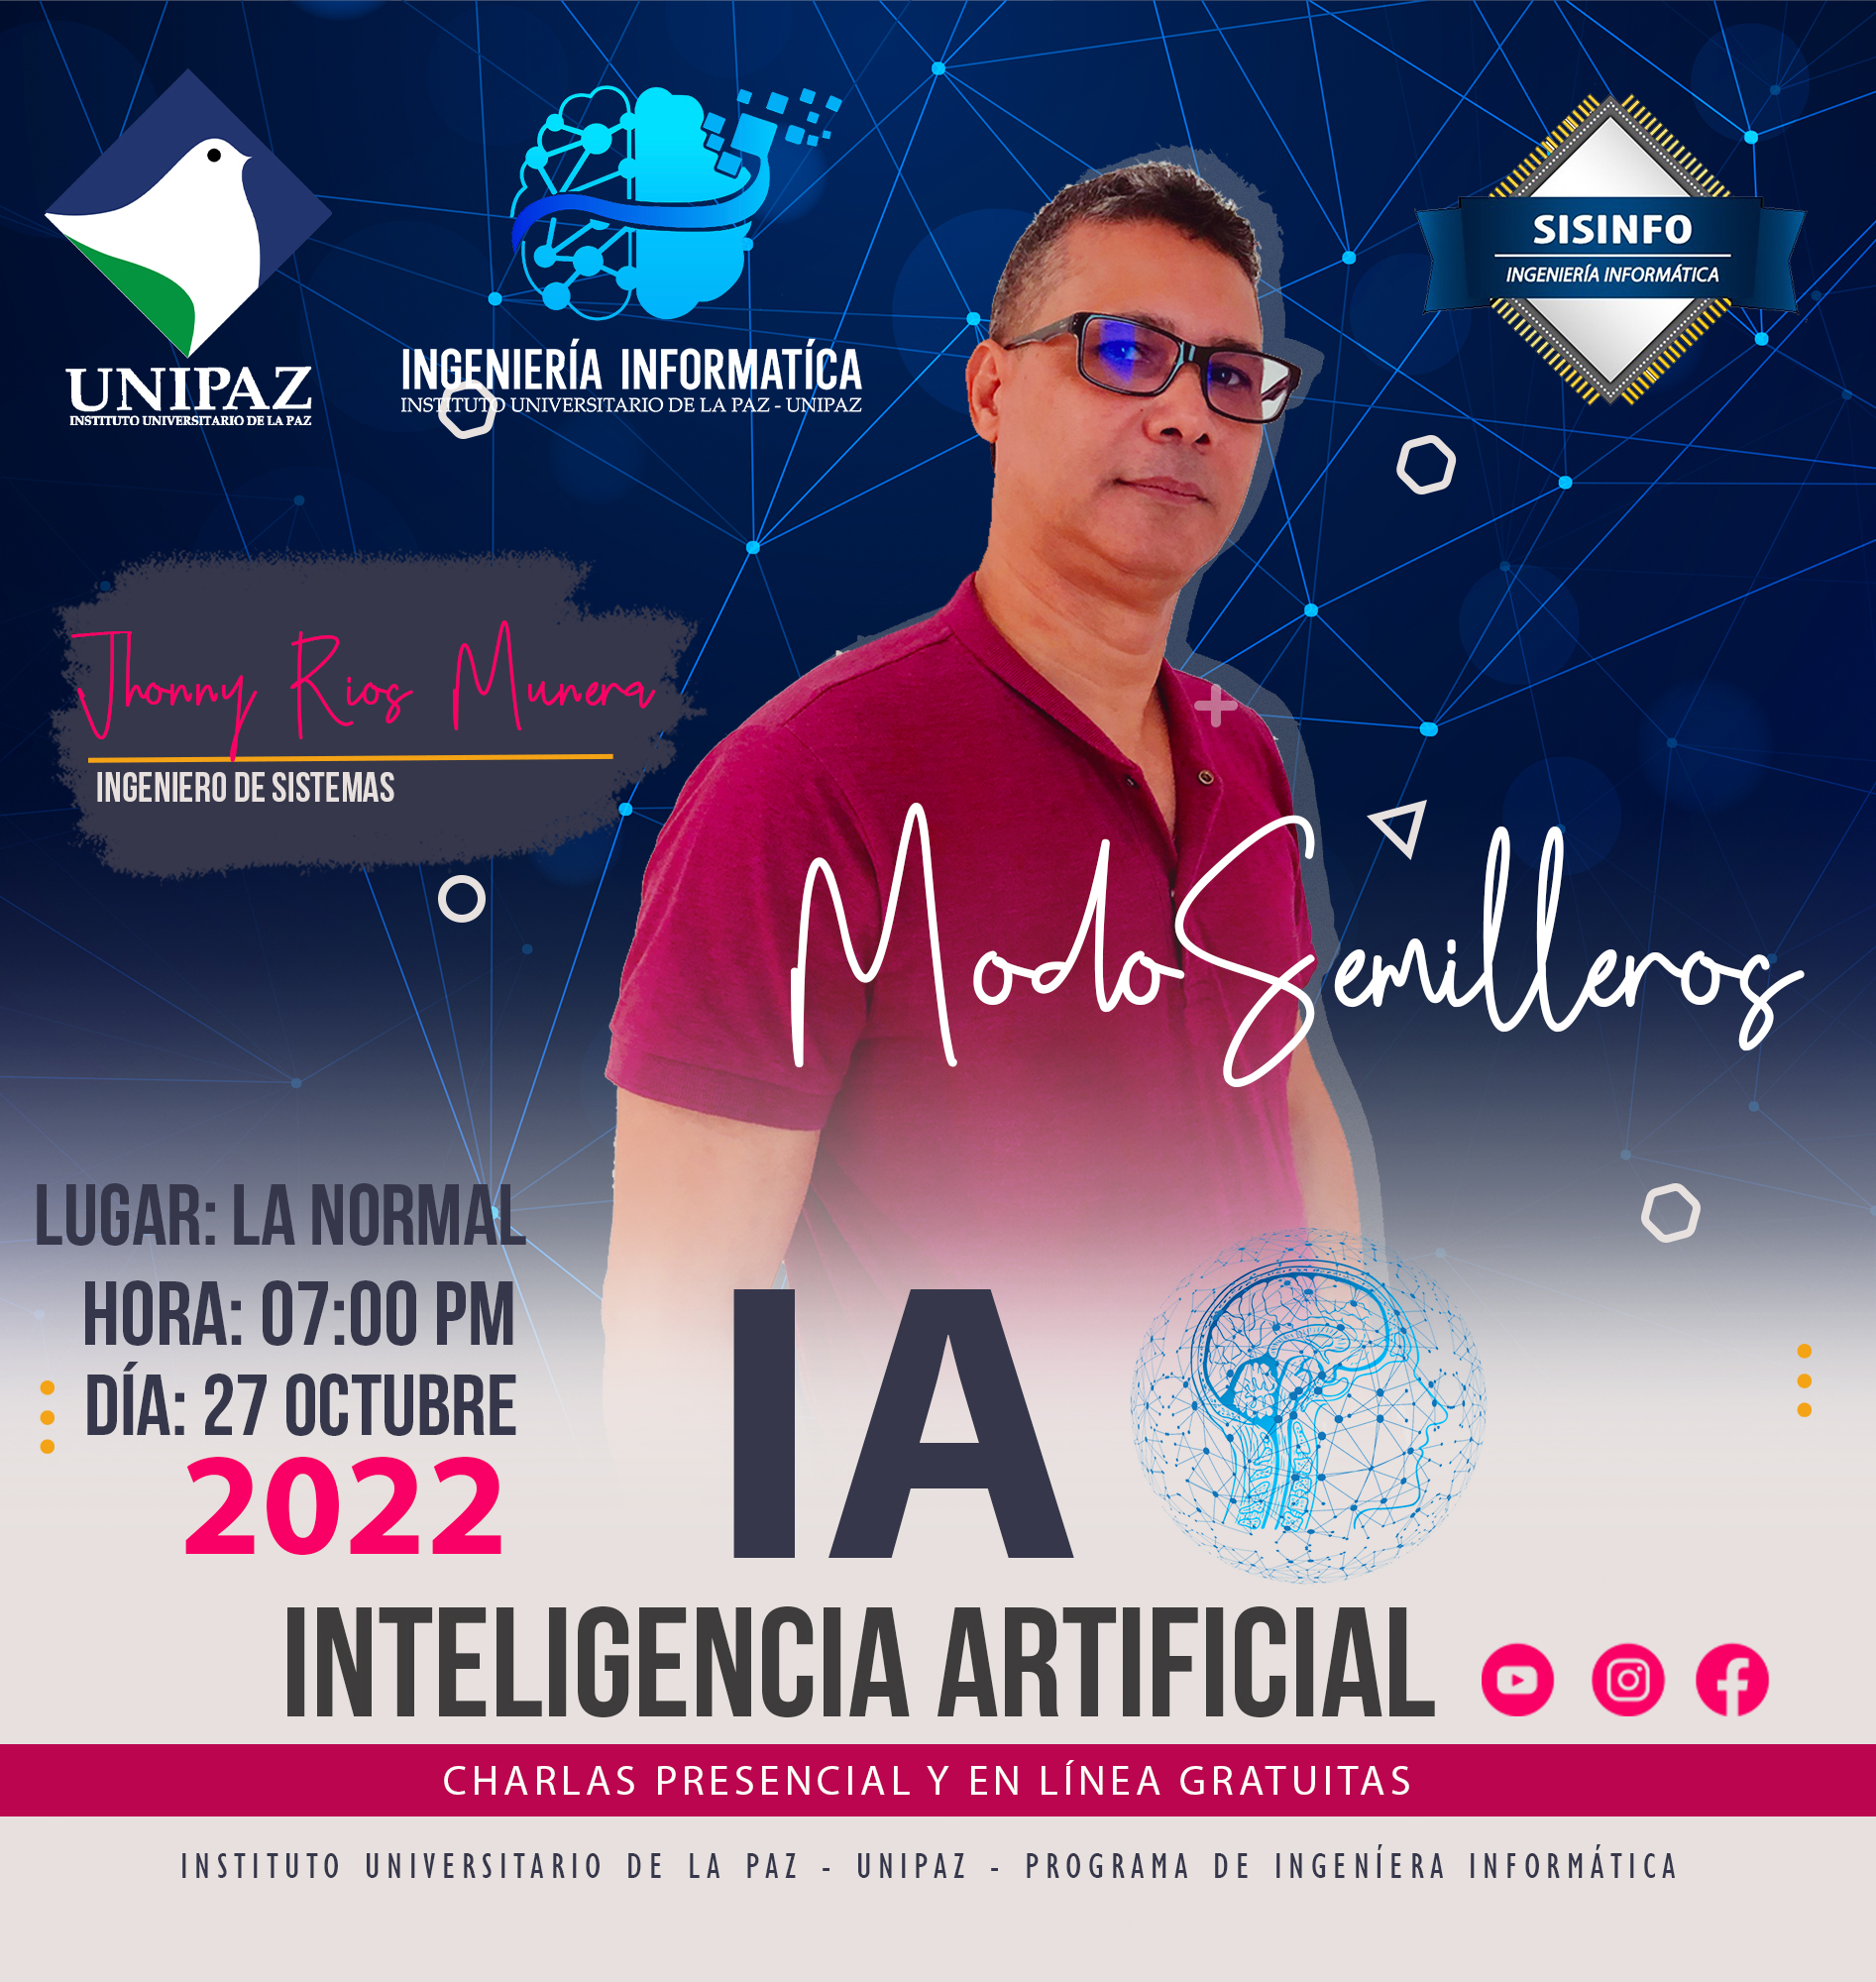 UNIPAZ
INSTITUTO UNIVERSITARIO DE LA PAZ
INGENIERÍA INFORMATÍCA
INSTITUTO UNIVERSITARIO DE LA PAZ - UNIPAZ
SISINFO
INGENIERÍA INFORMÁTICA
Jhonny Rios Munera
INGENIERO DE SISTEMAS
ModoSemilleros
LUGAR: LA NORMAL
HORA: 07:00 PM
DÍA: 27 OCTUBRE
2022
IA
INTELIGENCIA ARTIFICIAL
CHARLAS PRESENCIAL Y EN LÍNEA GRATUITAS
INSTITUTO UNIVERSITARIO DE LA PAZ - UNIPAZ - PROGRAMA DE INGENÍERA INFORMÁTICA